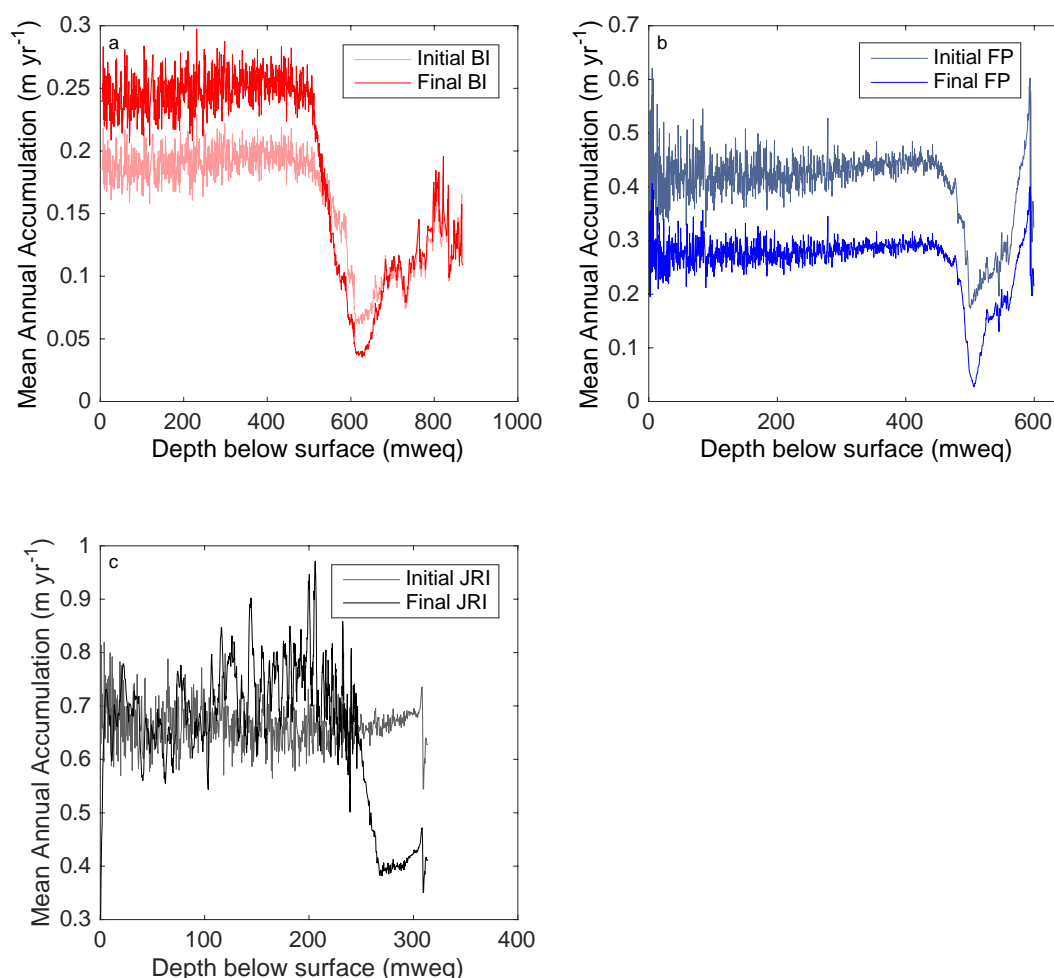 a
Initial BI
Final BI
0.3
0.25
0.2
0.15
0.1
0.05
0
0 200 400 600 800 1000
Depth below surface (mweq)
Mean Annual Accumulation (m yr⁻¹)
b
Initial FP
Final FP
0.7
0.6
0.5
0.4
0.3
0.2
0.1
0
0 200 400 600
Depth below surface (mweq)
Mean Annual Accumulation (m yr⁻¹)
c
Initial JRI
Final JRI
1
0.9
0.8
0.7
0.6
0.5
0.4
0.3
0 100 200 300 400
Depth below surface (mweq)
Mean Annual Accumulation (m yr⁻¹)